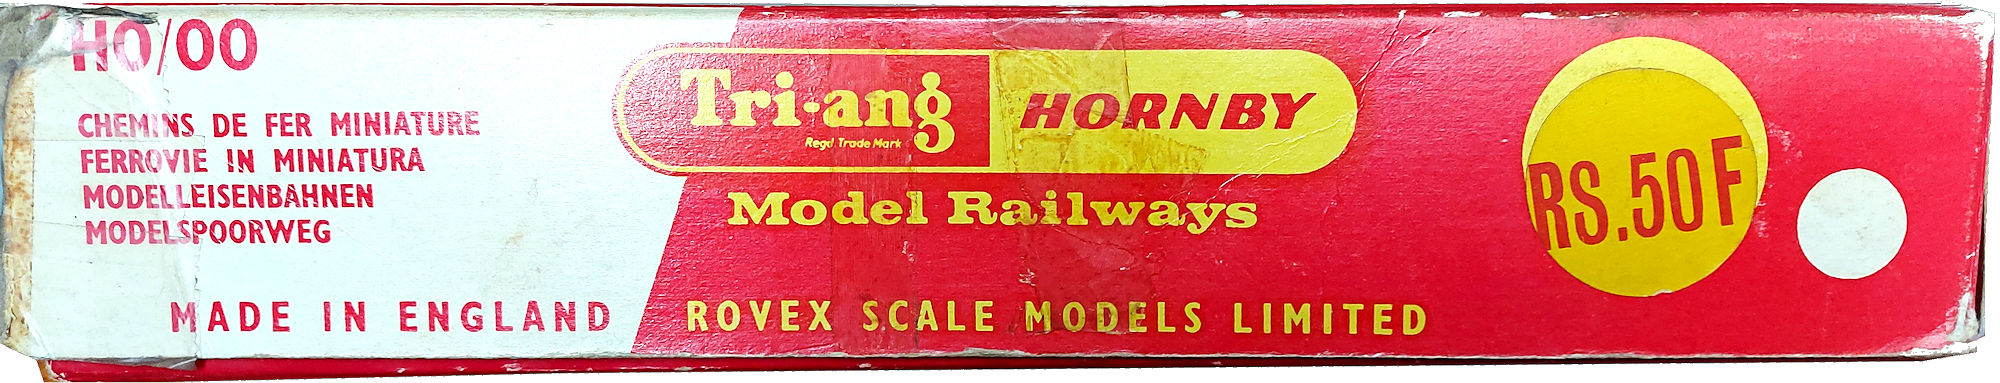 HO/OO
CHEMINS DE FER MINIATURE
FERROVIE IN MINIATURA
MODELLEISENBAHNEN
MODELSPOORWEG
MADE IN ENGLAND
Tri-ang HORNBY
Regd Trade Mark
Model Railways
ROVEX SCALE MODELS LIMITED
RS.50F